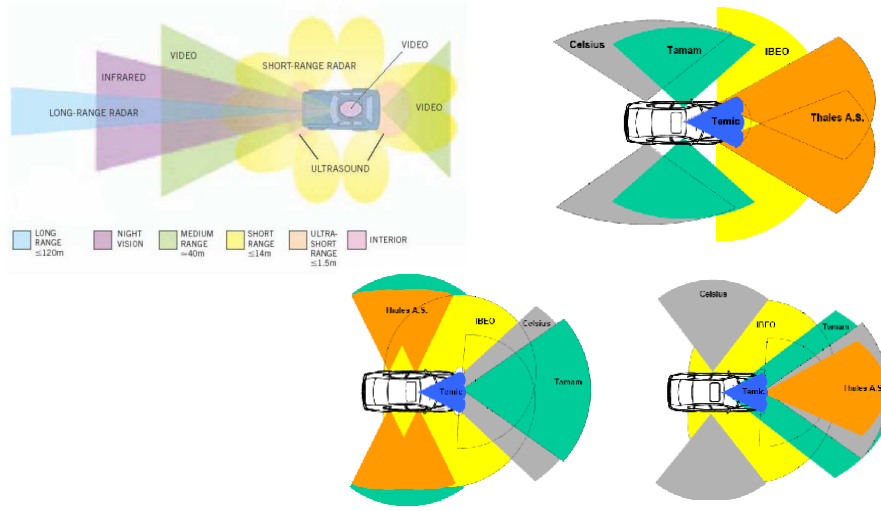 VIDEO
VIDEO
SHORT-RANGE RADAR
INFRARED
LONG-RANGE RADAR
VIDEO
ULTRASOUND
LONG
RANGE
≤120m
NIGHT
VISION
MEDIUM
RANGE
≈40m
SHORT
RANGE
≤14m
ULTRA-
SHORT
RANGE
≤1.5m
INTERIOR
Celsius
Tamam
IBEO
Temic
Thales A.S.
Thales A.S.
IBEO
Celsius
Temic
Tamam
Celsius
IBEO
Tamam
Temic
Thales A.S